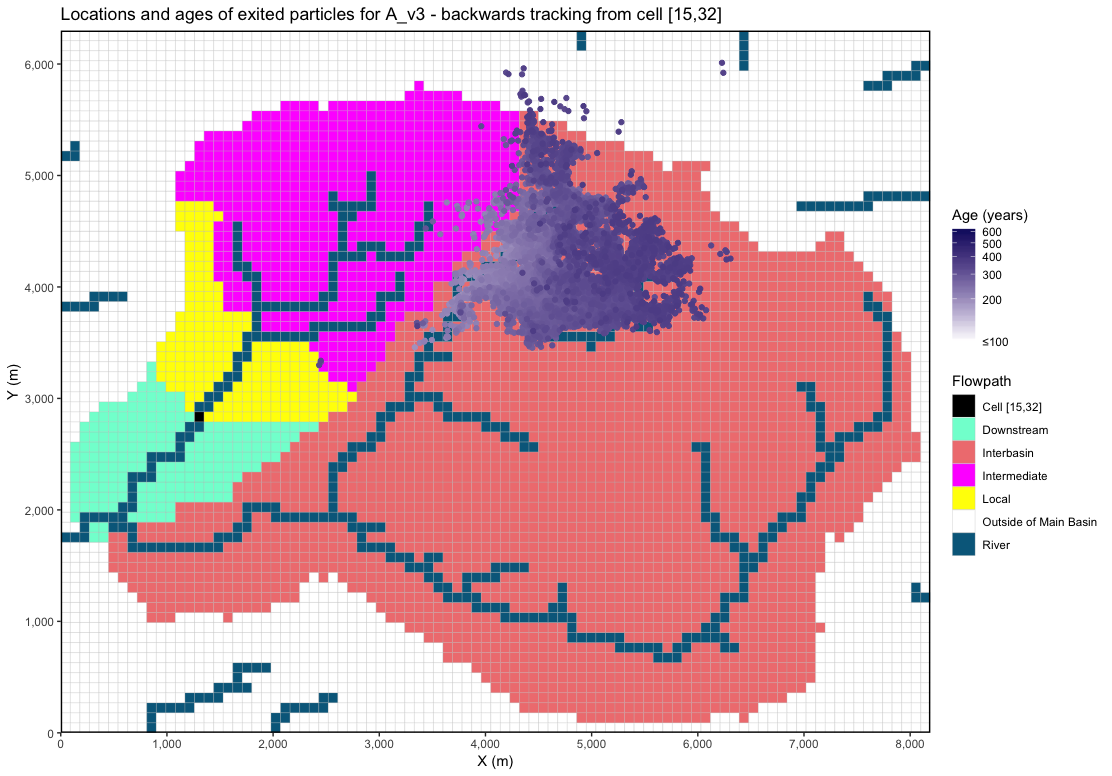 Locations and ages of exited particles for A_v3 - backwards tracking from cell [15,32]
6,000
5,000
4,000
3,000
2,000
1,000
0
Y (m)
0 1,000 2,000 3,000 4,000 5,000 6,000 7,000 8,000
X (m)
Age (years)
600
500
400
300
200
≤100
Flowpath
Cell [15,32]
Downstream
Interbasin
Intermediate
Local
Outside of Main Basin
River